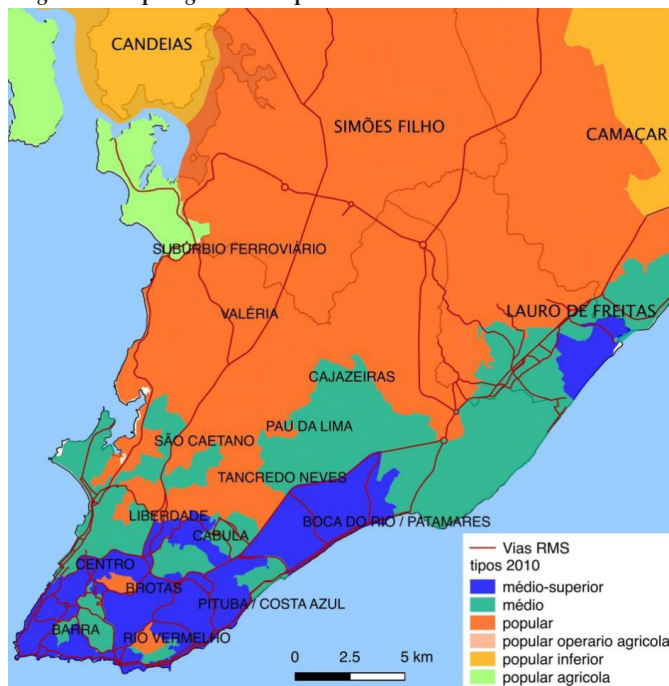 CANDEIAS
SIMÕES FILHO
CAMAÇAR
SUBÚRBIO FERROVIÁRIO
VALÉRIA
LAURO DE FREITAS
CAJAZEIRAS
PAU DA LIMA
SÃO CAETANO
TANCREDO NEVES
LIBERDADE
BOCA DO RIO / PATAMARES
CABULA
CENTRO
BROTAS
PITUBA / COSTA AZUL
BARRA
RIO VERMELHO
0 2.5 5 km
Vias RMS
tipos 2010
médio-superior
médio
popular
popular operario agricola
popular inferior
popular agricola